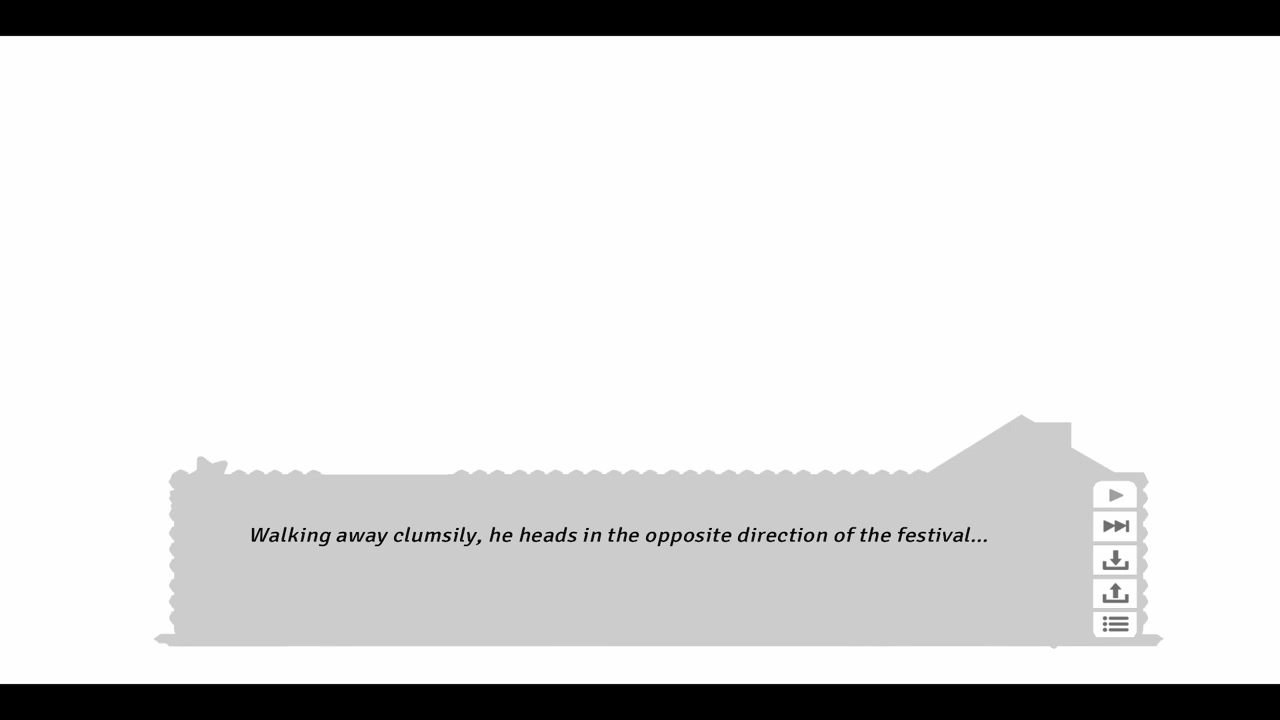 Walking away clumsily, he heads in the opposite direction of the festival...